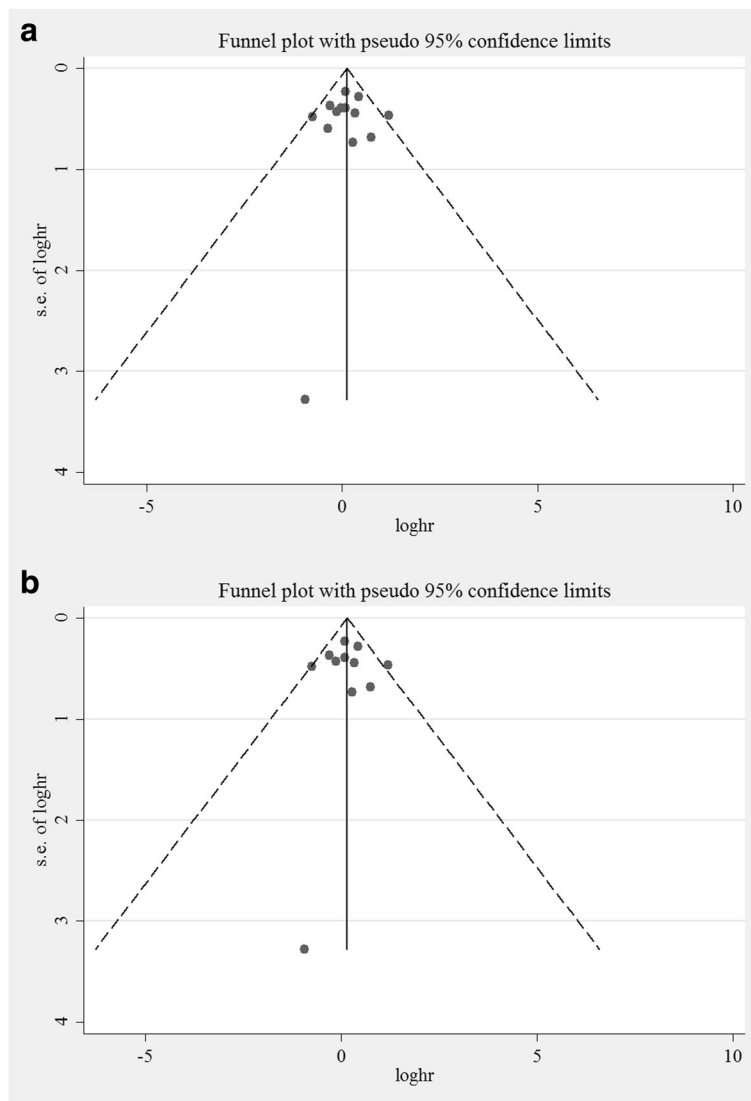 a
Funnel plot with pseudo 95% confidence limits
0
1
2
3
4
s.e. of loghr
-5 0 5 10
loghr
b
Funnel plot with pseudo 95% confidence limits
0
1
2
3
4
s.e. of loghr
-5 0 5 10
loghr